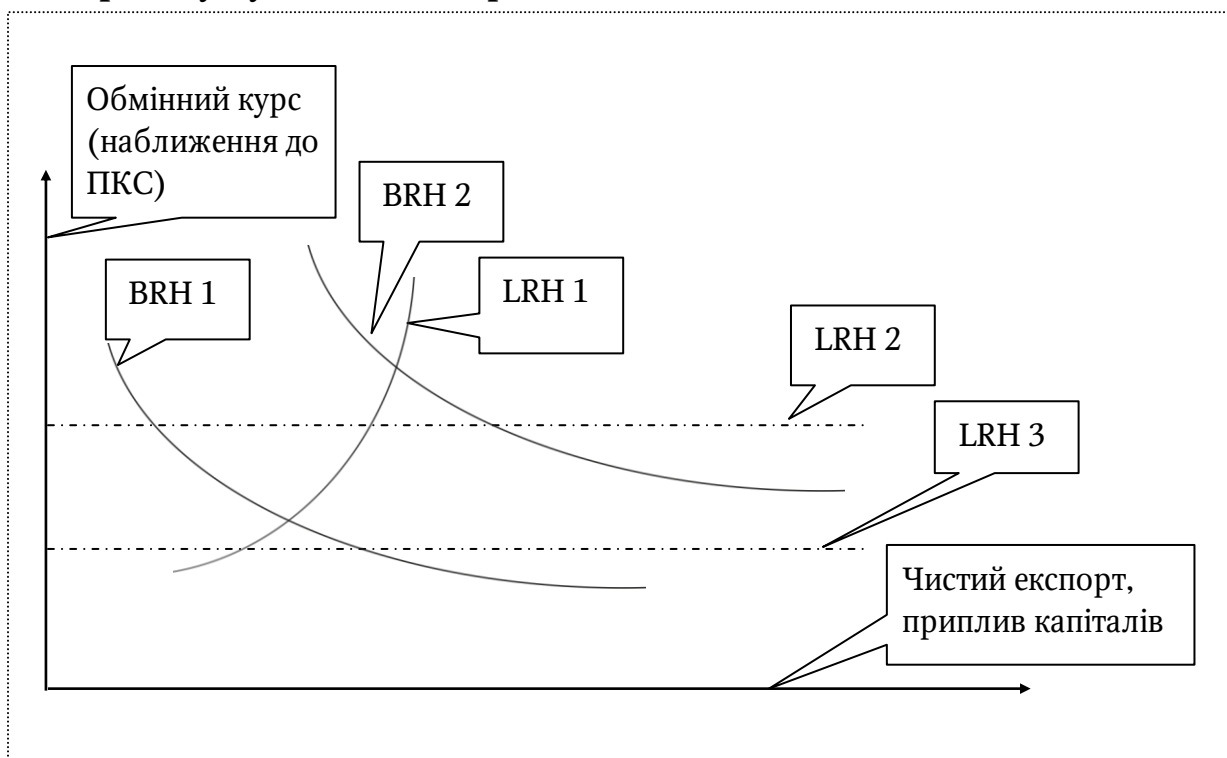 Обмінний курс
(наближення до
ПКС)
BRH 2
BRH 1
LRH 1
LRH 2
LRH 3
Чистий експорт,
приплив капіталів